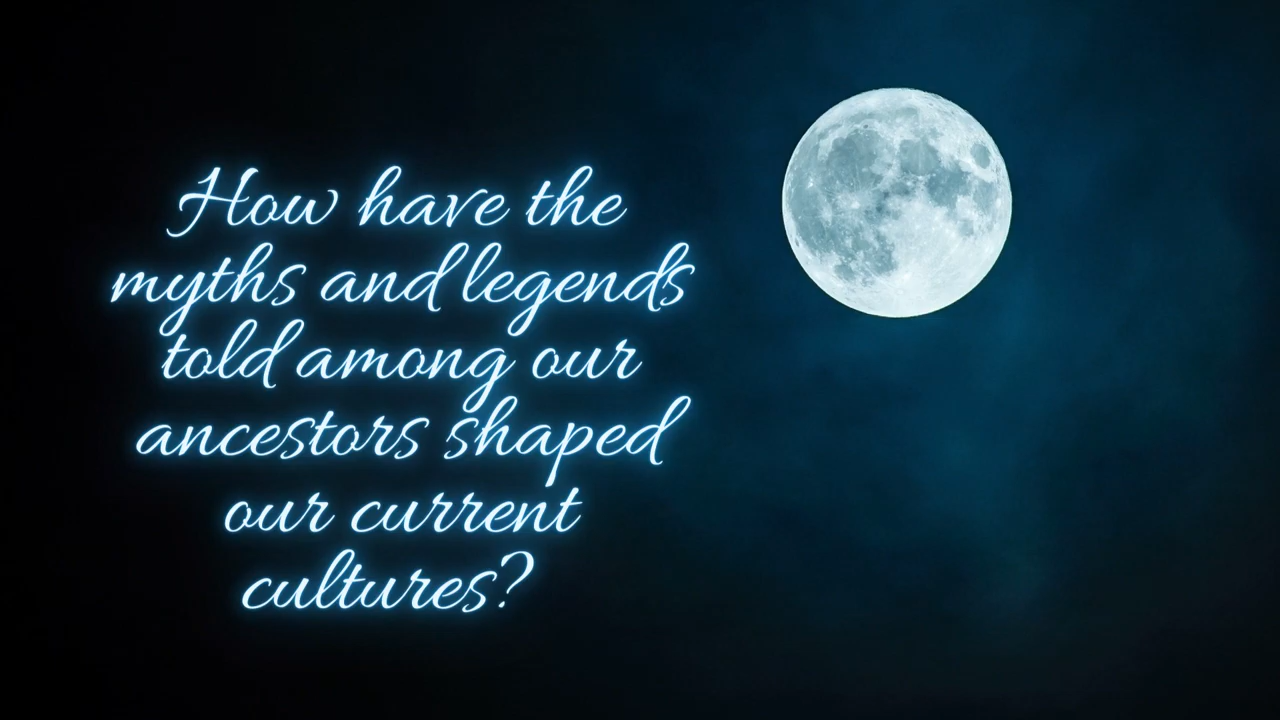 How have the
myths and legends
told among our
ancestors shaped
our current
cultures?